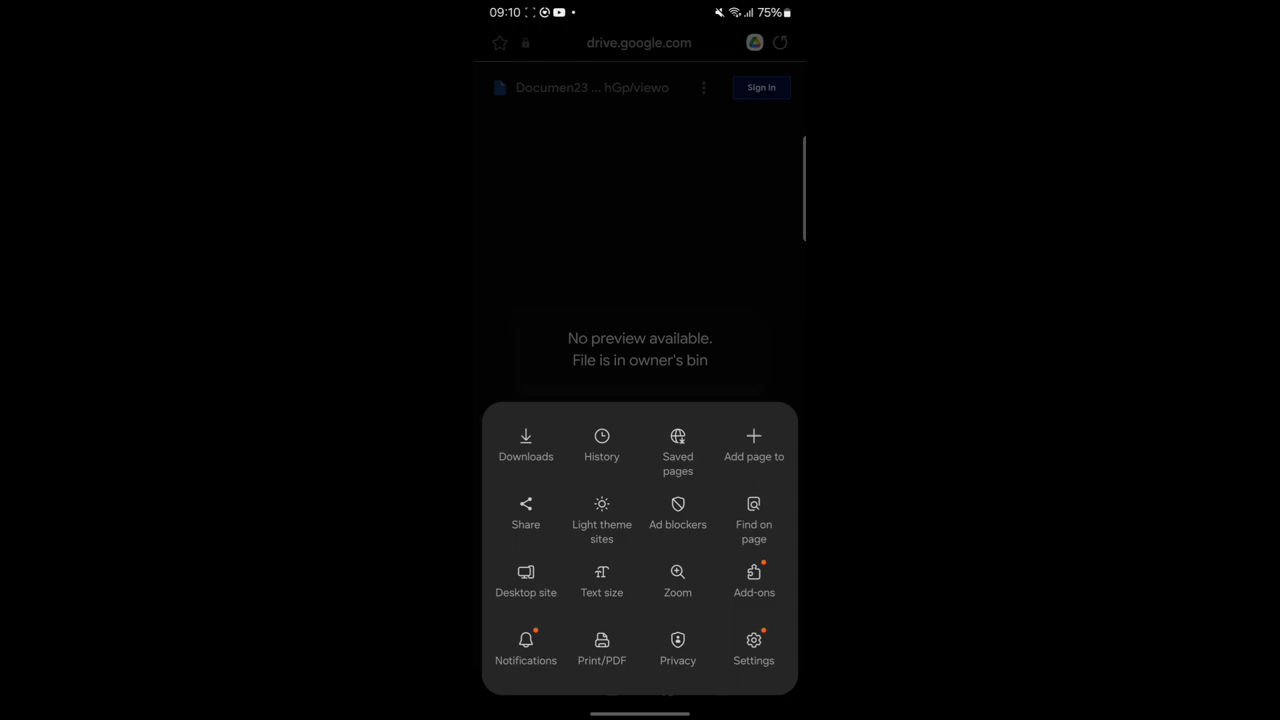 09:10 75%
drive.google.com
Documen23 ... hGp/viewo Sign in
No preview available.
File is in owner's bin
Downloads History Saved pages Add page to
Share Light theme sites Ad blockers Find on page
Desktop site Text size Zoom Add-ons
Notifications Print/PDF Privacy Settings